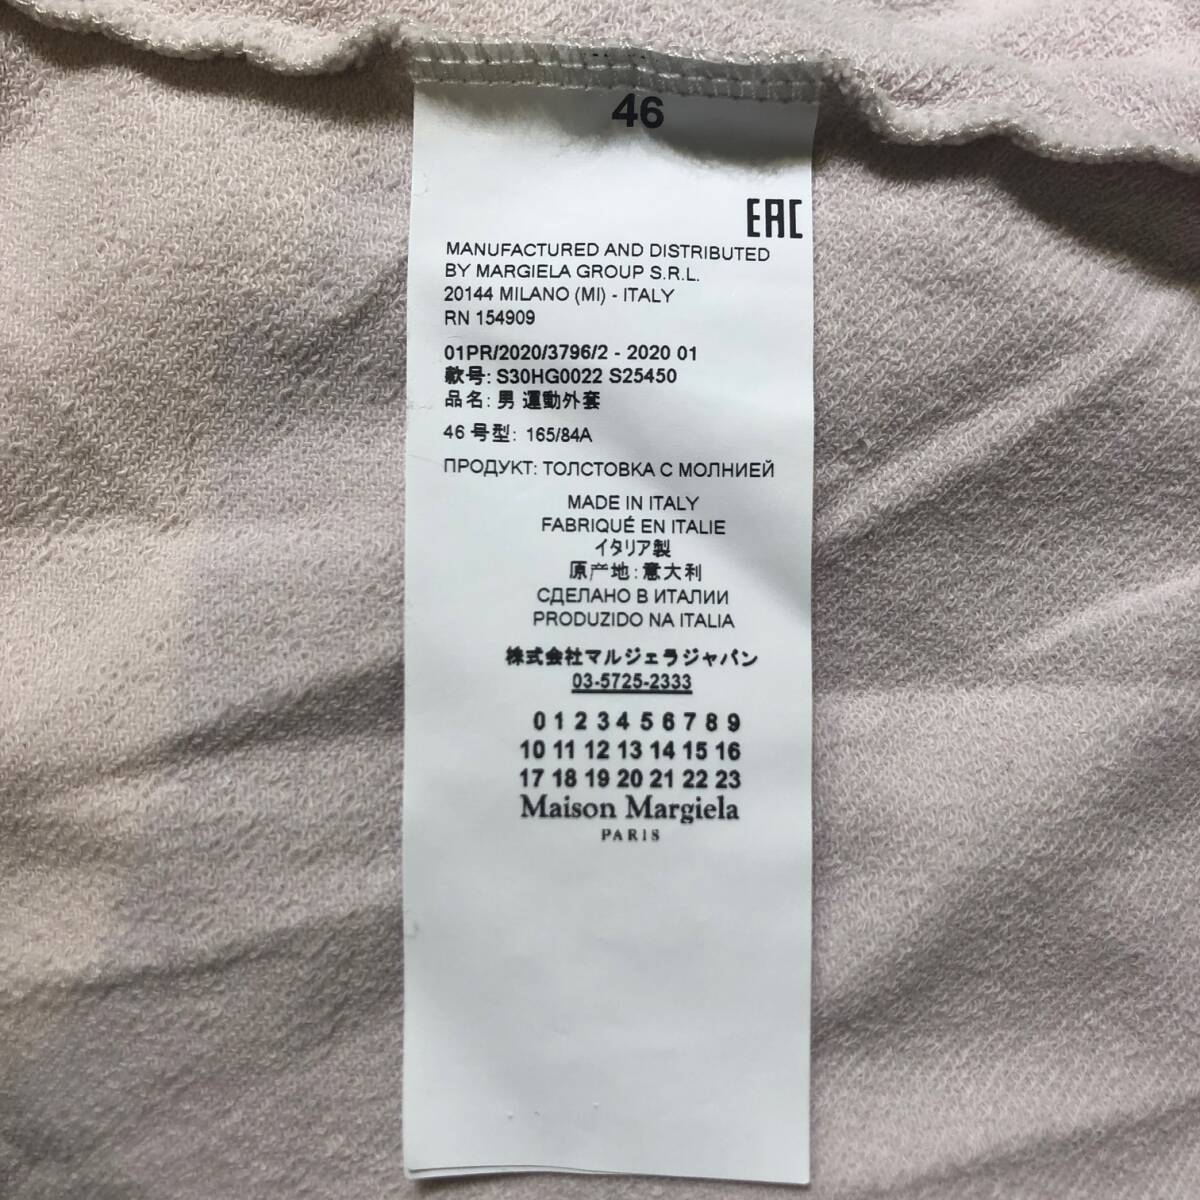 46
EAC
MANUFACTURED AND DISTRIBUTED
BY MARGIELA GROUP S.R.L.
20144 MILANO (MI) - ITALY
RN 154909
01PR/2020/3796/2 - 2020 01
款号: S30HG0022 S25450
品名: 男 運動外套
46 号型: 165/84A
ПРОДУКТ: ТОЛСТОВКА С МОЛНИЕЙ
MADE IN ITALY
FABRIQUÉ EN ITALIE
イタリア製
原产地: 意大利
СДЕЛАНО В ИТАЛИИ
PRODUZIDO NA ITALIA
株式会社マルジェラジャパン
03-5725-2333
0 1 2 3 4 5 6 7 8 9
10 11 12 13 14 15 16
17 18 19 20 21 22 23
Maison Margiela
PARIS